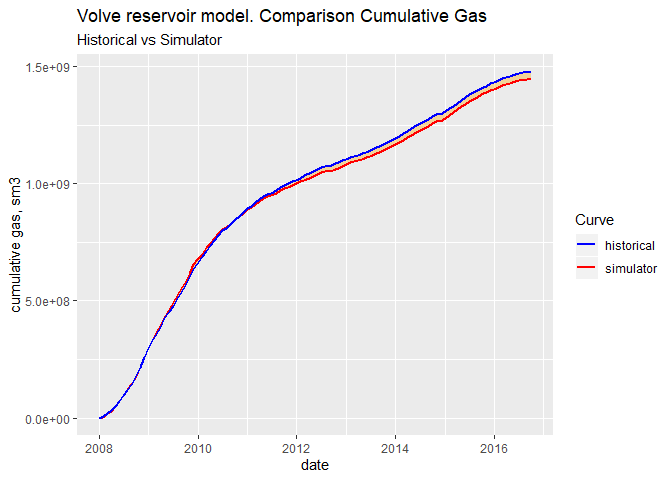 Volve reservoir model. Comparison Cumulative Gas
Historical vs Simulator
1.5e+09
1.0e+09
5.0e+08
0.0e+00
cumulative gas, sm3
2008 2010 2012 2014 2016
date
Curve
historical
simulator